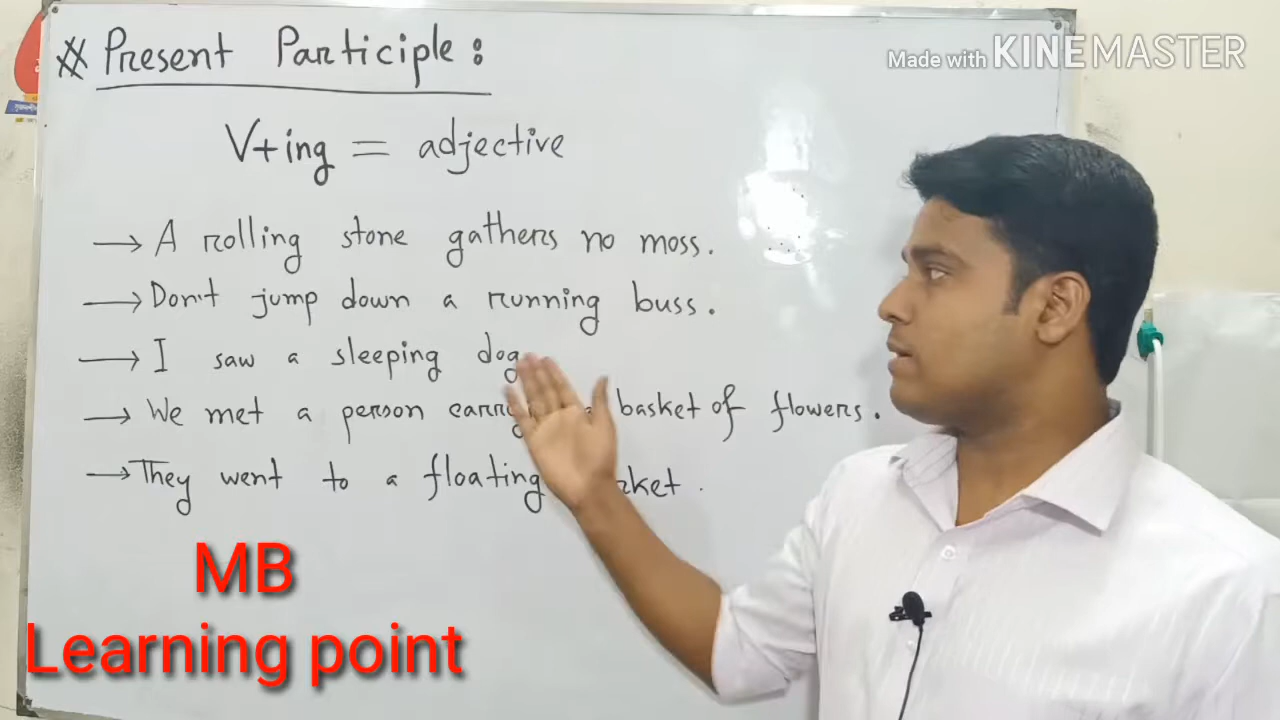 ※ Present Participle:
Made with KINEMASTER
V+ing = adjective
→ A rolling stone gathers no moss.
→ Don't jump down a running buss.
→ I saw a sleeping dog
→ We met a person basket of flowers.
→ They went to a floating
MB
Learning point